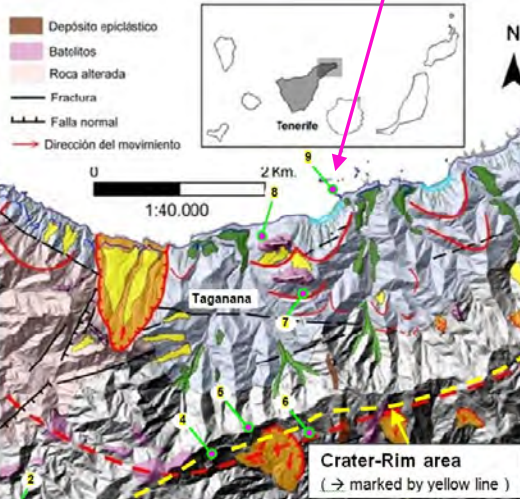 Depósito epiclástico
Batolitos
Roca alterada
Fractura
Falla normal
Dirección del movimiento
Tenerife
N
0 2 Km.
1:40.000
9
8
Taganana
7
6
5
4
2
Crater-Rim area
( → marked by yellow line )